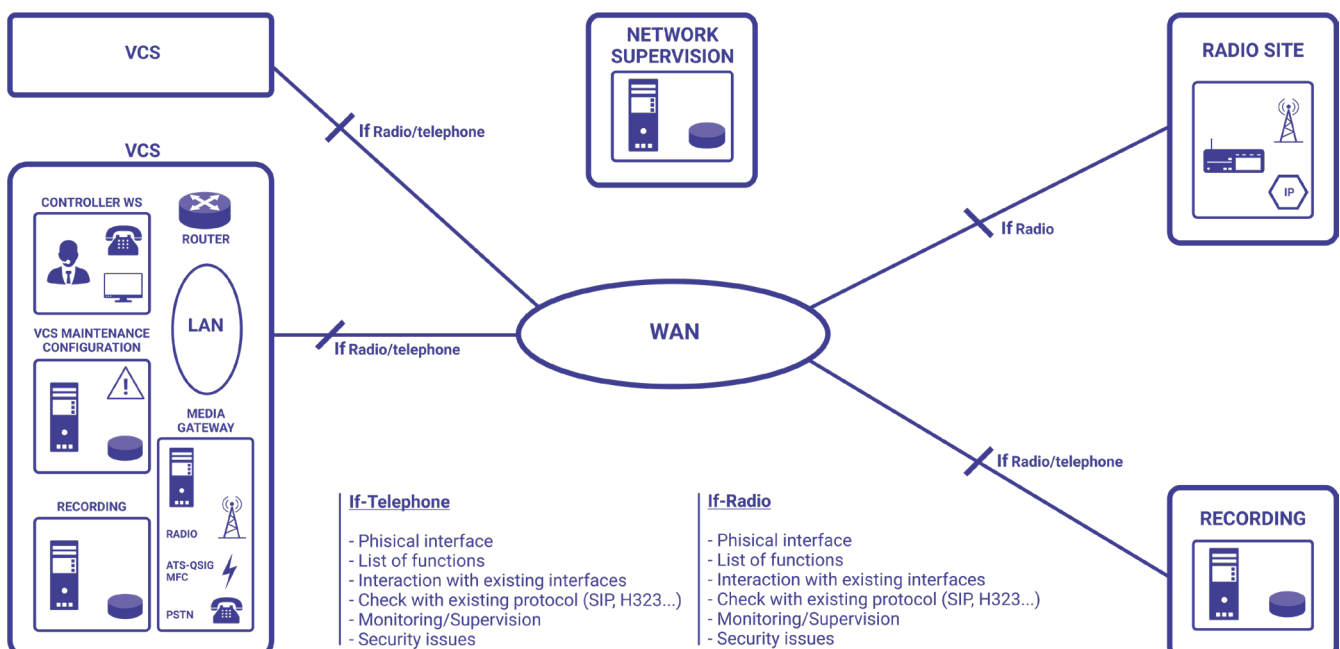 VCS
NETWORK
SUPERVISION
RADIO SITE
IP
If Radio/telephone
VCS
CONTROLLER WS
ROUTER
LAN
VCS MAINTENANCE
CONFIGURATION
MEDIA
GATEWAY
RECORDING
RADIO
ATS-QSIG
MFC
PSTN
If Radio/telephone
WAN
If Radio
If Radio/telephone
RECORDING
If-Telephone
- Phisical interface
- List of functions
- Interaction with existing interfaces
- Check with existing protocol (SIP, H323...)
- Monitoring/Supervision
- Security issues
If-Radio
- Phisical interface
- List of functions
- Interaction with existing interfaces
- Check with existing protocol (SIP, H323...)
- Monitoring/Supervision
- Security issues